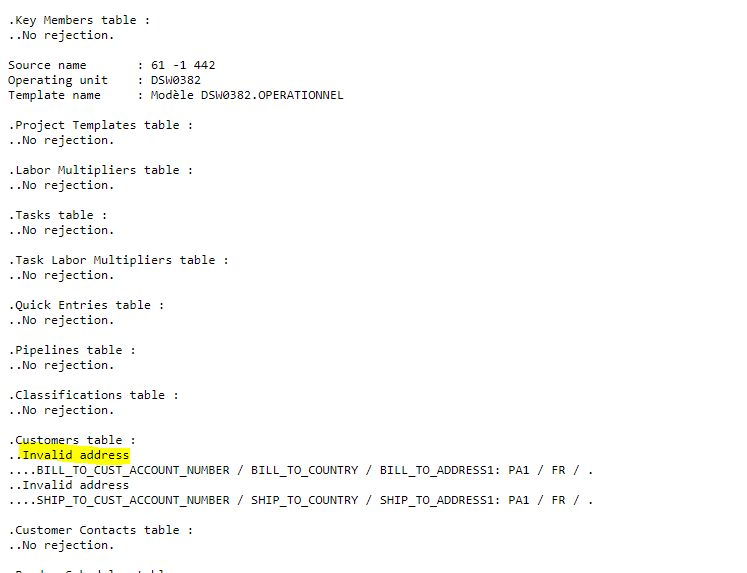 .Key Members table :
..No rejection.
Source name       : 61 -1 442
Operating unit    : DSW0382
Template name     : Modèle DSW0382.OPERATIONNEL
.Project Templates table :
..No rejection.
.Labor Multipliers table :
..No rejection.
.Tasks table :
..No rejection.
.Task Labor Multipliers table :
..No rejection.
.Quick Entries table :
..No rejection.
.Pipelines table :
..No rejection.
.Classifications table :
..No rejection.
.Customers table :
..Invalid address
....BILL_TO_CUST_ACCOUNT_NUMBER / BILL_TO_COUNTRY / BILL_TO_ADDRESS1: PA1 / FR / .
..Invalid address
....SHIP_TO_CUST_ACCOUNT_NUMBER / SHIP_TO_COUNTRY / SHIP_TO_ADDRESS1: PA1 / FR / .
.Customer Contacts table :
..No rejection.